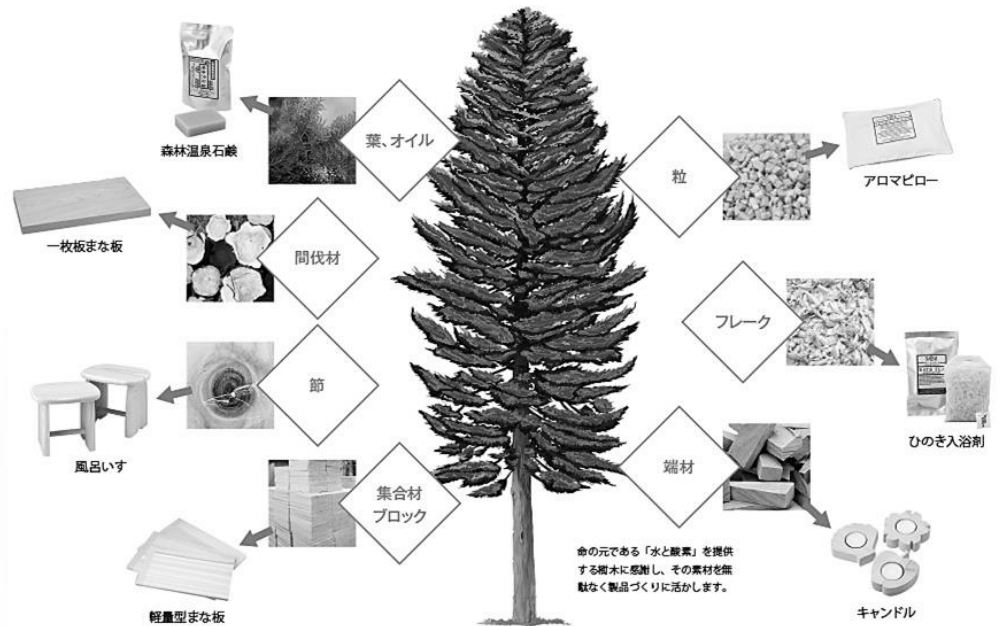 葉、オイル
森林温泉石鹸
間伐材
一枚板まな板
節
風呂いす
集合材
ブロック
軽量型まな板
粒
アロマピロー
フレーク
ひのき入浴剤
端材
キャンドル
命の元である「水と酸素」を提供
する樹木に感謝し、その素材を無
駄なく製品づくりに活かします。